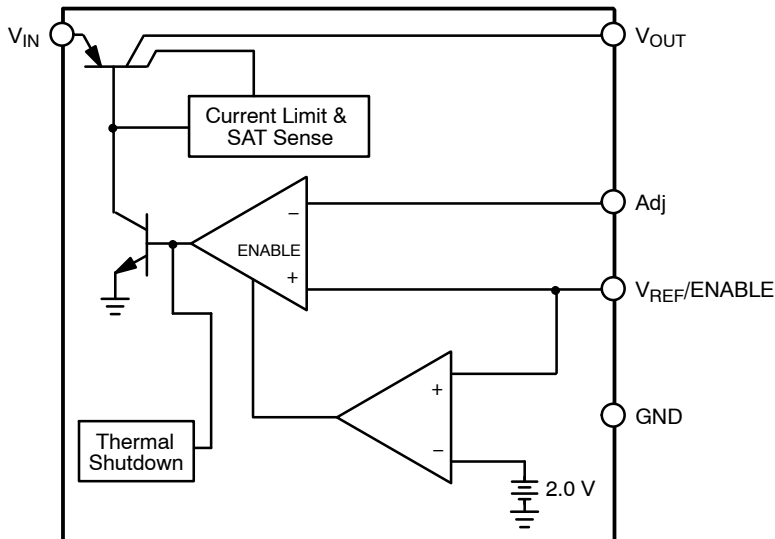 VIN
VOUT
Current Limit &
SAT Sense
Adj
−
ENABLE
+
VREF/ENABLE
+
GND
Thermal
Shutdown
−
2.0 V